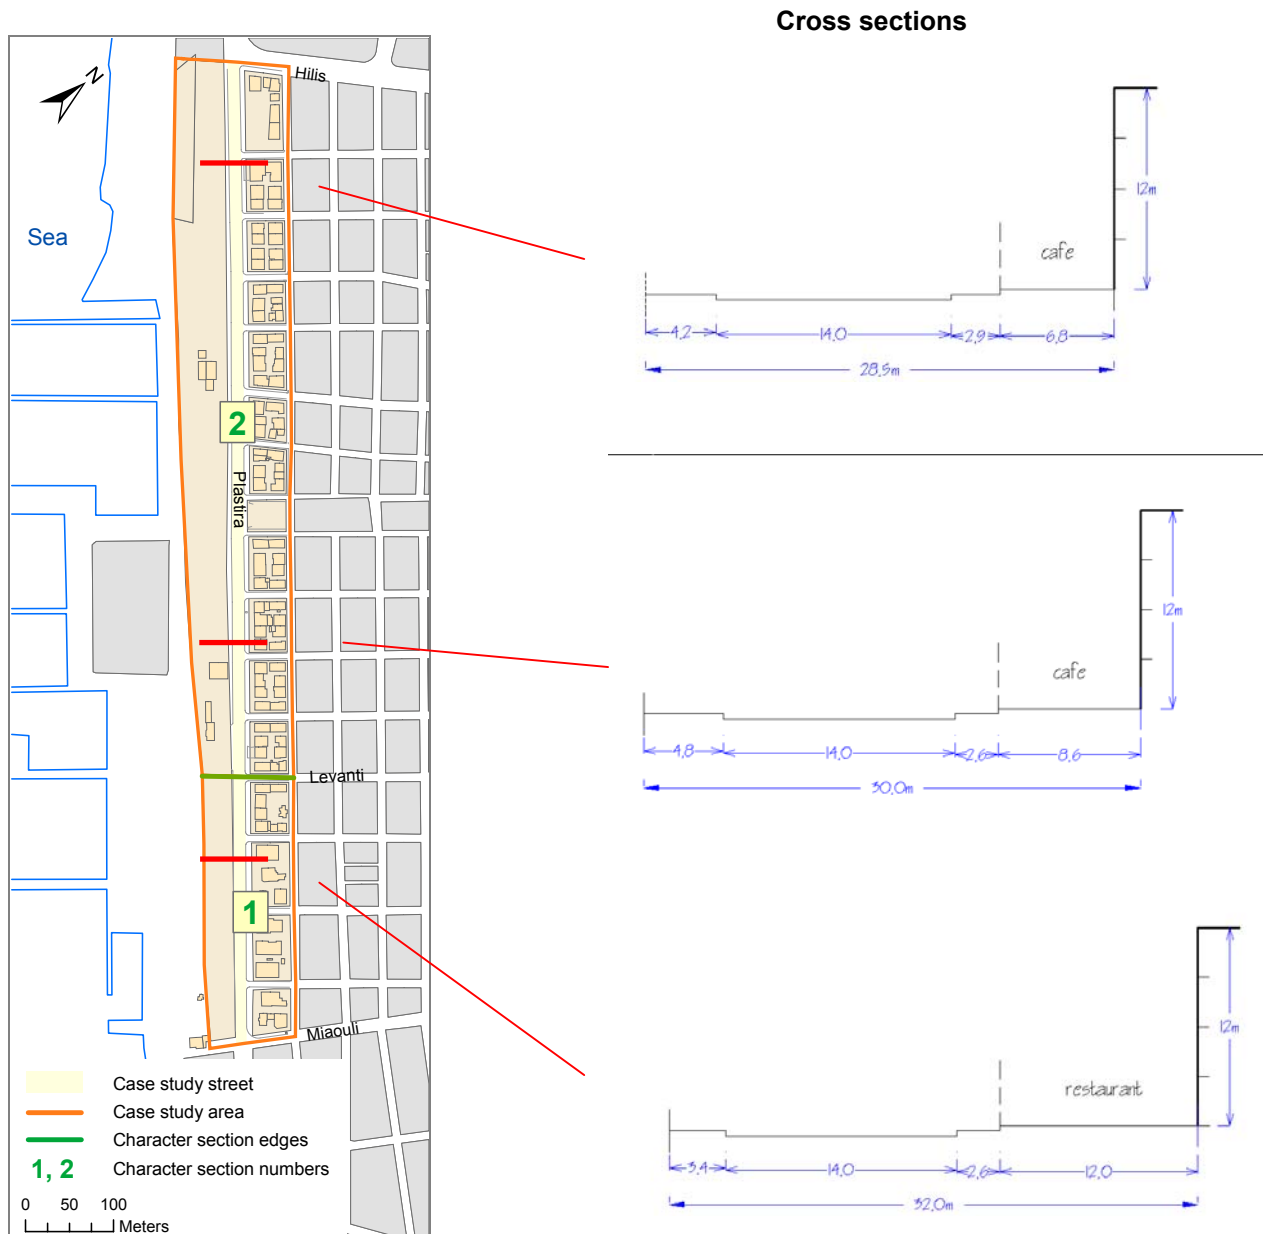 Cross sections
N
Hilis
Sea
2
Plastira
Levanti
1
Miaouli
Case study street
Case study area
Character section edges
1, 2 Character section numbers
0 50 100
Meters
12m
cafe
4,2 14,0 2,9 6,8
28,5m
12m
cafe
4,8 14,0 2,6 8,6
30,0m
12m
restaurant
3,4 14,0 2,6 12,0
32,0m